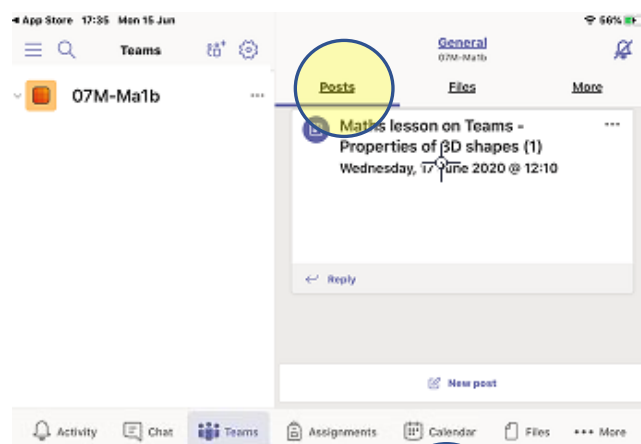 App Store 17:35 Mon 15 Jun
56%
Teams
General
07M-Ma1b
07M-Ma1b
Posts Files More
Maths lesson on Teams -
Properties of 3D shapes (1)
Wednesday, 17 June 2020 @ 12:10
Reply
New post
Activity Chat Teams Assignments Calendar Files More